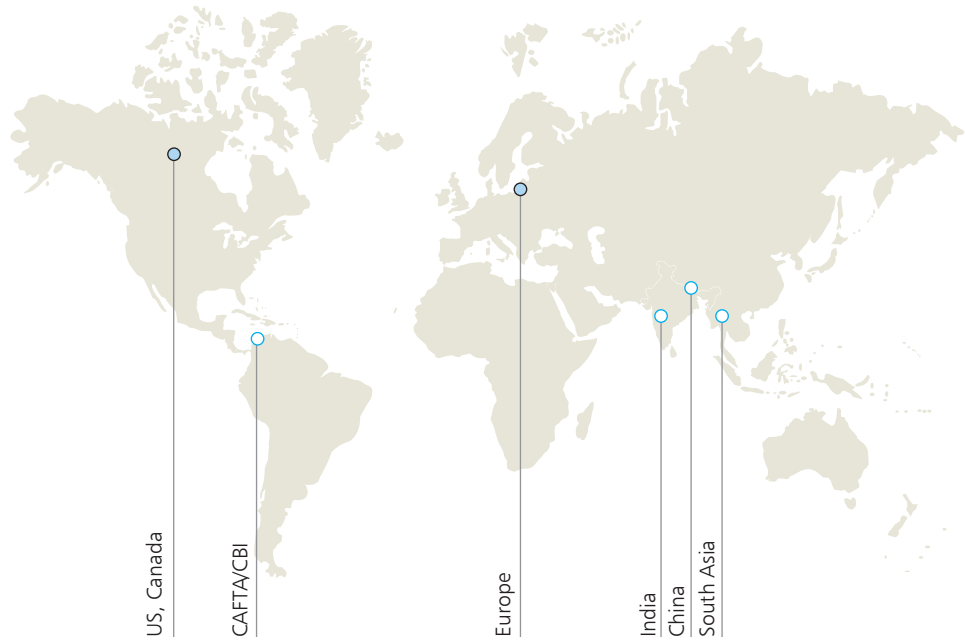 US, Canada
CAFTA/CBI
Europe
India
China
South Asia